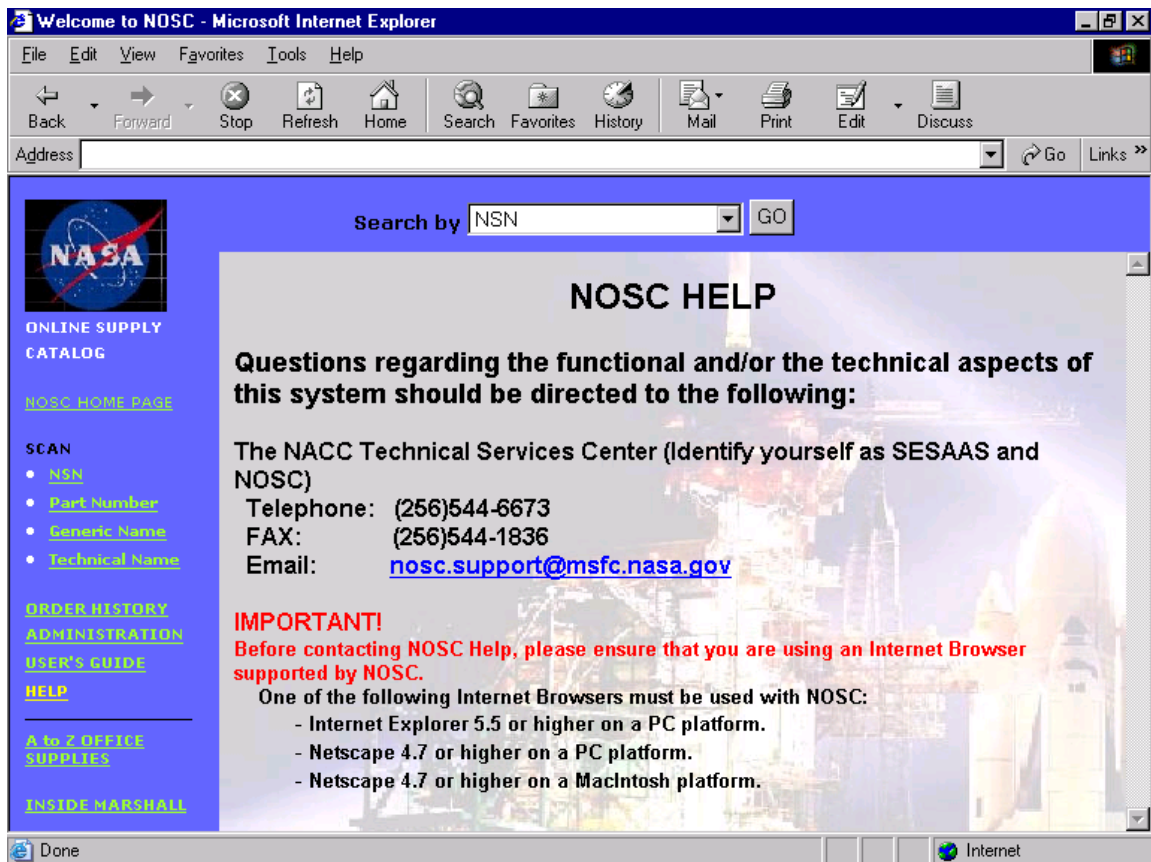 Welcome to NOSC - Microsoft Internet Explorer
File Edit View Favorites Tools Help
Back Forward Stop Refresh Home Search Favorites History Mail Print Edit Discuss
Address Go Links »
Search by NSN GO
NASA
ONLINE SUPPLY
CATALOG
NOSC HOME PAGE
SCAN
• NSN
• Part Number
• Generic Name
• Technical Name
ORDER HISTORY
ADMINISTRATION
USER'S GUIDE
HELP
A to Z OFFICE
SUPPLIES
INSIDE MARSHALL
NOSC HELP
Questions regarding the functional and/or the technical aspects of
this system should be directed to the following:
The NACC Technical Services Center (Identify yourself as SESAAS and
NOSC)
Telephone: (256)544-6673
FAX: (256)544-1836
Email: nosc.support@msfc.nasa.gov
IMPORTANT!
Before contacting NOSC Help, please ensure that you are using an Internet Browser
supported by NOSC.
One of the following Internet Browsers must be used with NOSC:
- Internet Explorer 5.5 or higher on a PC platform.
- Netscape 4.7 or higher on a PC platform.
- Netscape 4.7 or higher on a MacIntosh platform.
Done Internet